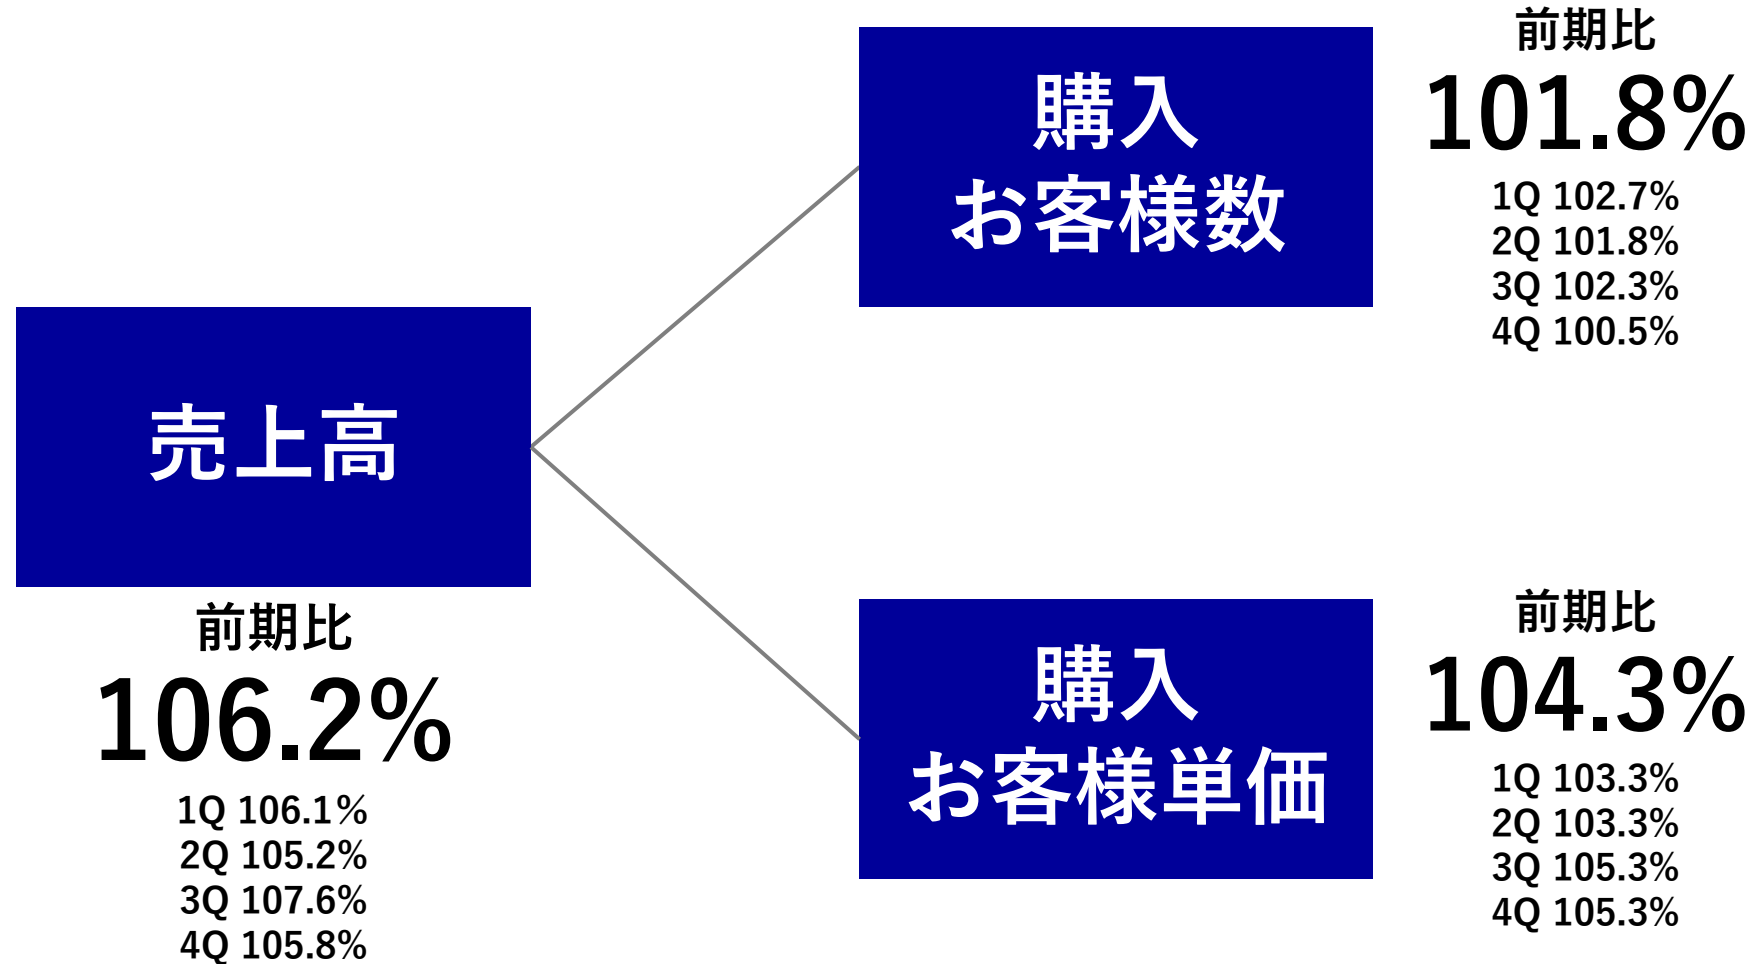 売上高
前期比
106.2%
1Q 106.1%
2Q 105.2%
3Q 107.6%
4Q 105.8%
購入
お客様数
前期比
101.8%
1Q 102.7%
2Q 101.8%
3Q 102.3%
4Q 100.5%
購入
お客様単価
前期比
104.3%
1Q 103.3%
2Q 103.3%
3Q 105.3%
4Q 105.3%